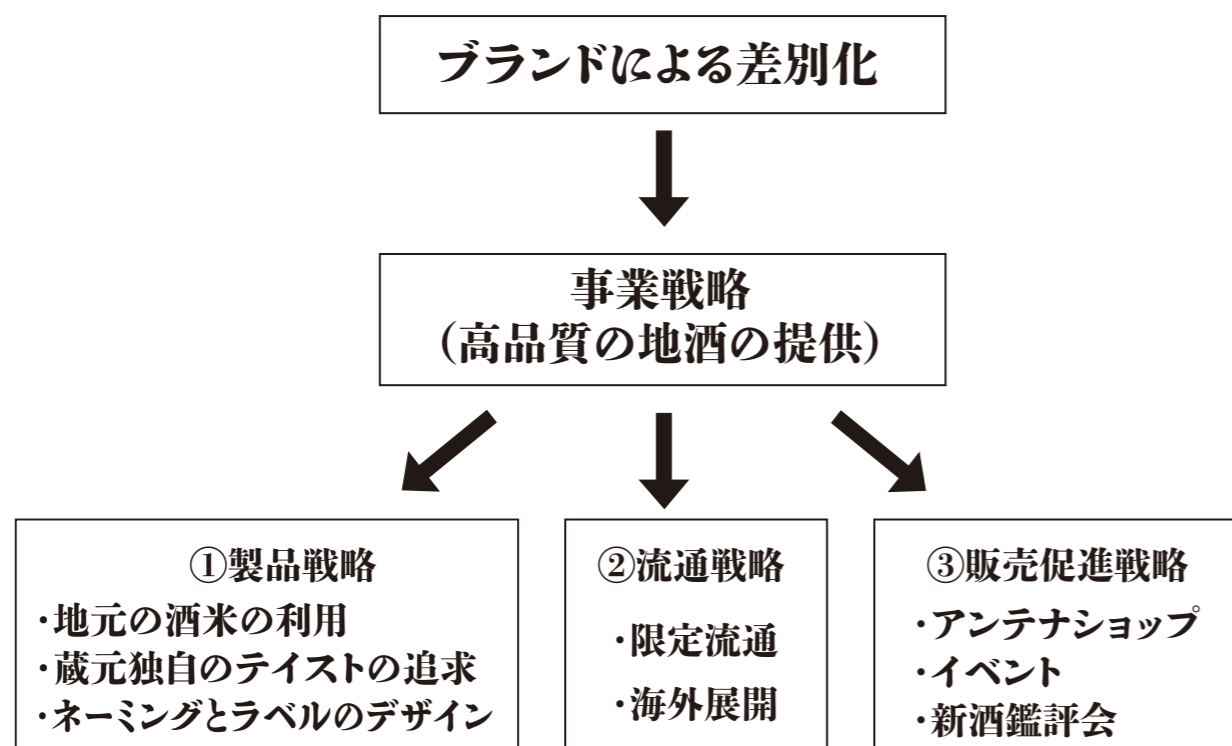 ブランドによる差別化
事業戦略
(高品質の地酒の提供)
①製品戦略
・地元の酒米の利用
・蔵元独自のテイストの追求
・ネーミングとラベルのデザイン
②流通戦略
・限定流通
・海外展開
③販売促進戦略
・アンテナショップ
・イベント
・新酒鑑評会